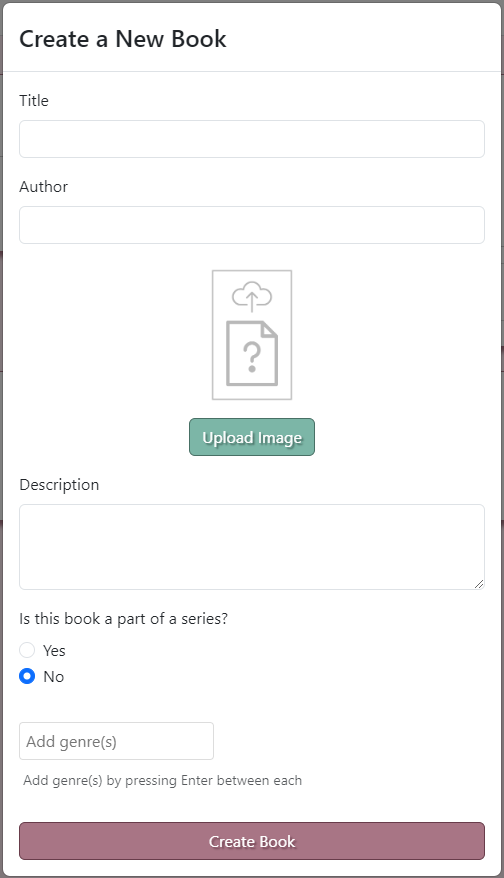 Create a New Book
Title
Author
?
Upload Image
Description
Is this book a part of a series?
Yes
No
Add genre(s)
Add genre(s) by pressing Enter between each
Create Book